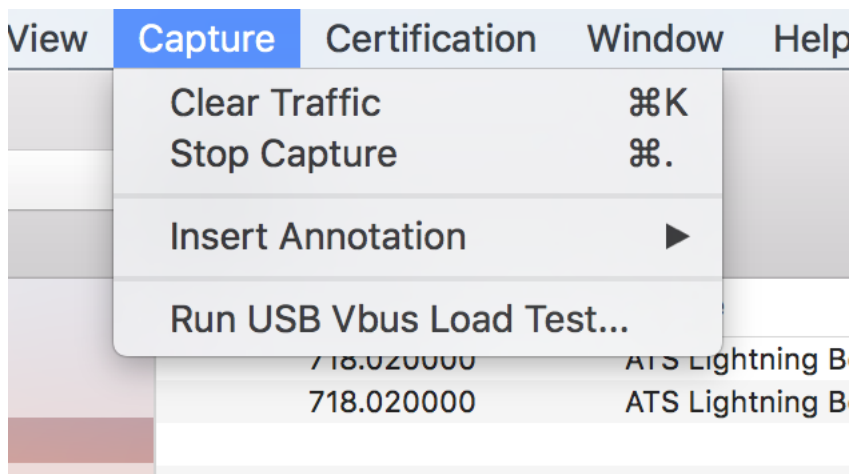 View Capture Certification Window Help
Clear Traffic ⌘K
Stop Capture ⌘.
Insert Annotation ▶
Run USB Vbus Load Test...
718.020000 ATS Lightning B
718.020000 ATS Lightning B